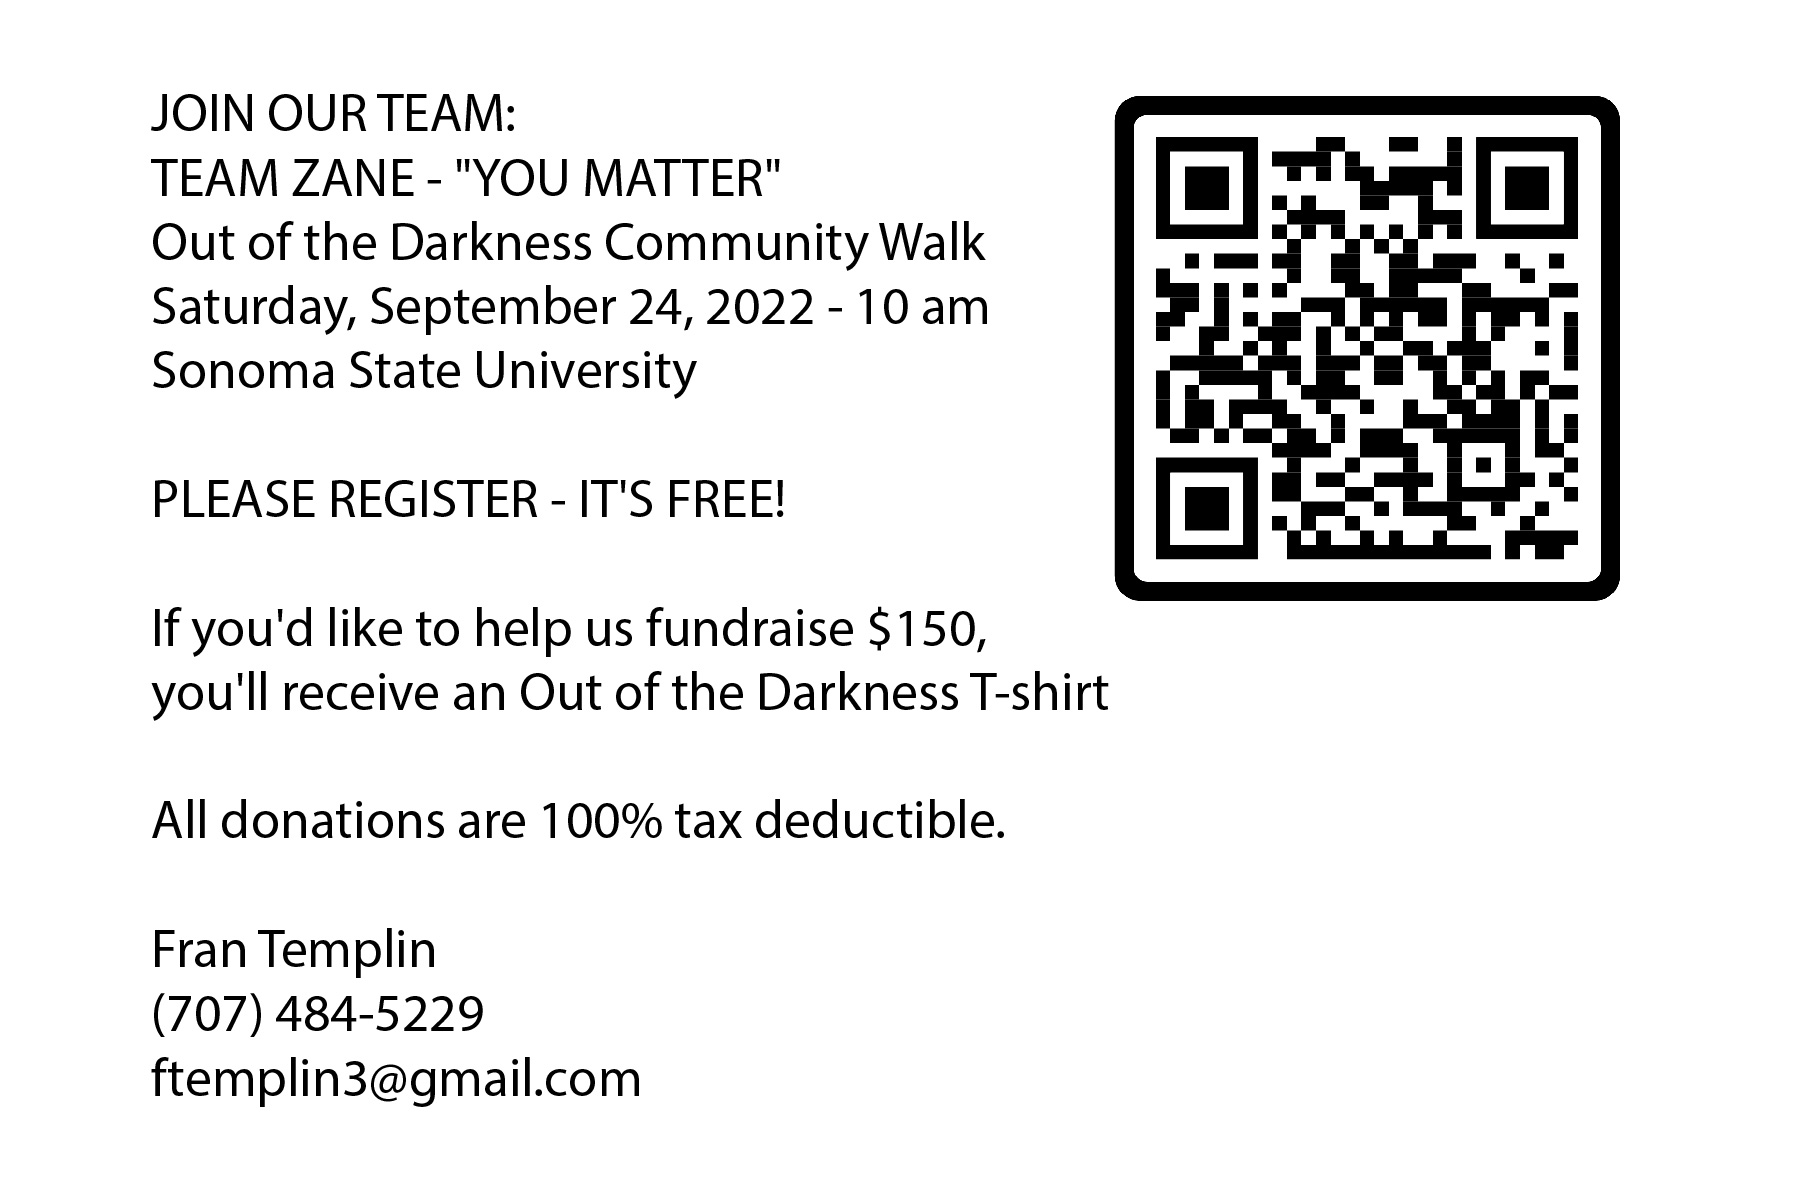 JOIN OUR TEAM:
TEAM ZANE - "YOU MATTER"
Out of the Darkness Community Walk
Saturday, September 24, 2022 - 10 am
Sonoma State University
PLEASE REGISTER - IT'S FREE!
If you'd like to help us fundraise $150,
you'll receive an Out of the Darkness T-shirt
All donations are 100% tax deductible.
Fran Templin
(707) 484-5229
ftemplin3@gmail.com